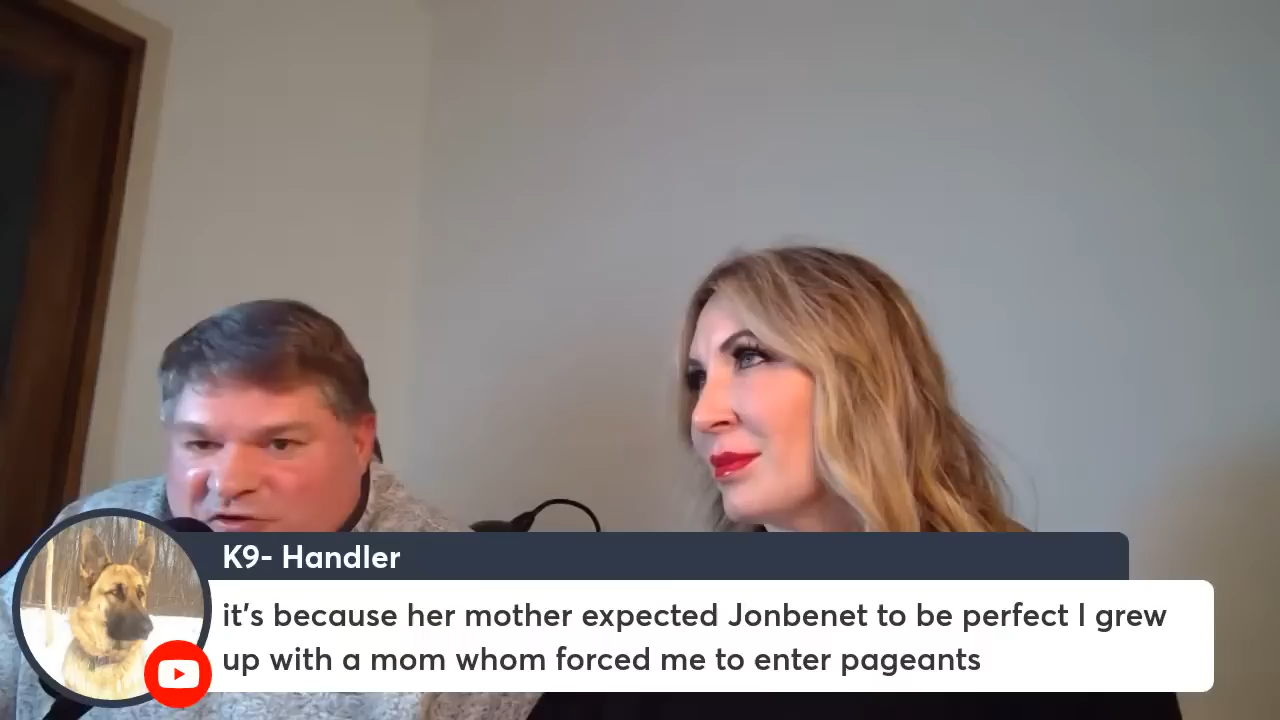 K9- Handler
it's because her mother expected Jonbenet to be perfect I grew
up with a mom whom forced me to enter pageants